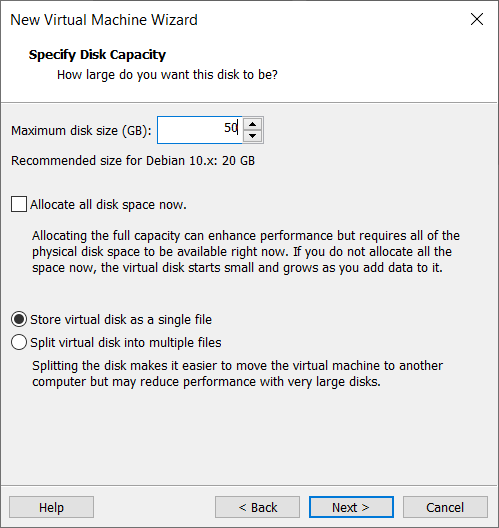 New Virtual Machine Wizard
Specify Disk Capacity
How large do you want this disk to be?
Maximum disk size (GB): 50
Recommended size for Debian 10.x: 20 GB
Allocate all disk space now.
Allocating the full capacity can enhance performance but requires all of the
physical disk space to be available right now. If you do not allocate all the
space now, the virtual disk starts small and grows as you add data to it.
Store virtual disk as a single file
Split virtual disk into multiple files
Splitting the disk makes it easier to move the virtual machine to another
computer but may reduce performance with very large disks.
Help
< Back
Next >
Cancel